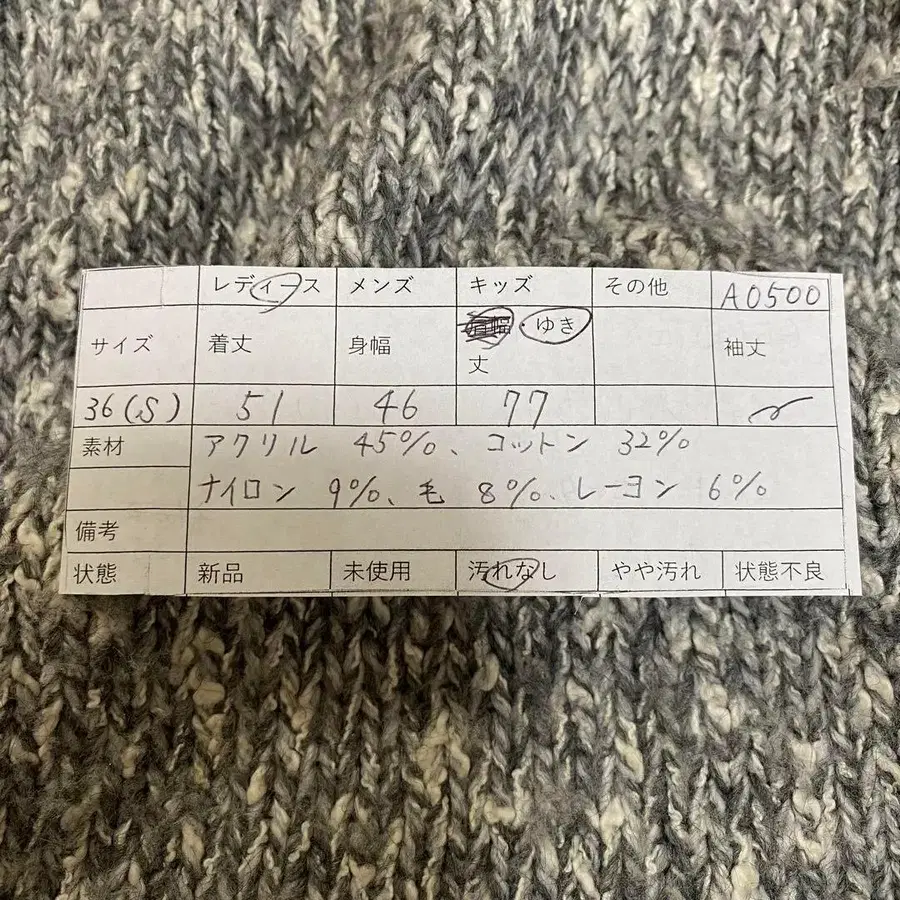 レディース メンズ キッズ その他 A0500
サイズ 着丈 身幅 肩幅・ゆき丈 袖丈
36(S) 51 46 77
素材 アクリル 45%、コットン 32%
ナイロン 9%、毛 8%、レーヨン 6%
備考
状態 新品 未使用 汚れなし やや汚れ 状態不良